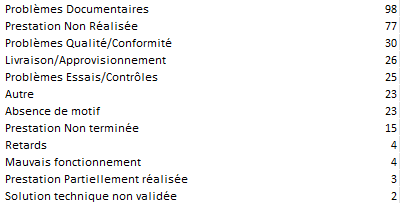 Problèmes Documentaires 98
Prestation Non Réalisée 77
Problèmes Qualité/Conformité 30
Livraison/Approvisionnement 26
Problèmes Essais/Contrôles 25
Autre 23
Absence de motif 23
Prestation Non terminée 15
Retards 4
Mauvais fonctionnement 4
Prestation Partiellement réalisée 3
Solution technique non validée 2